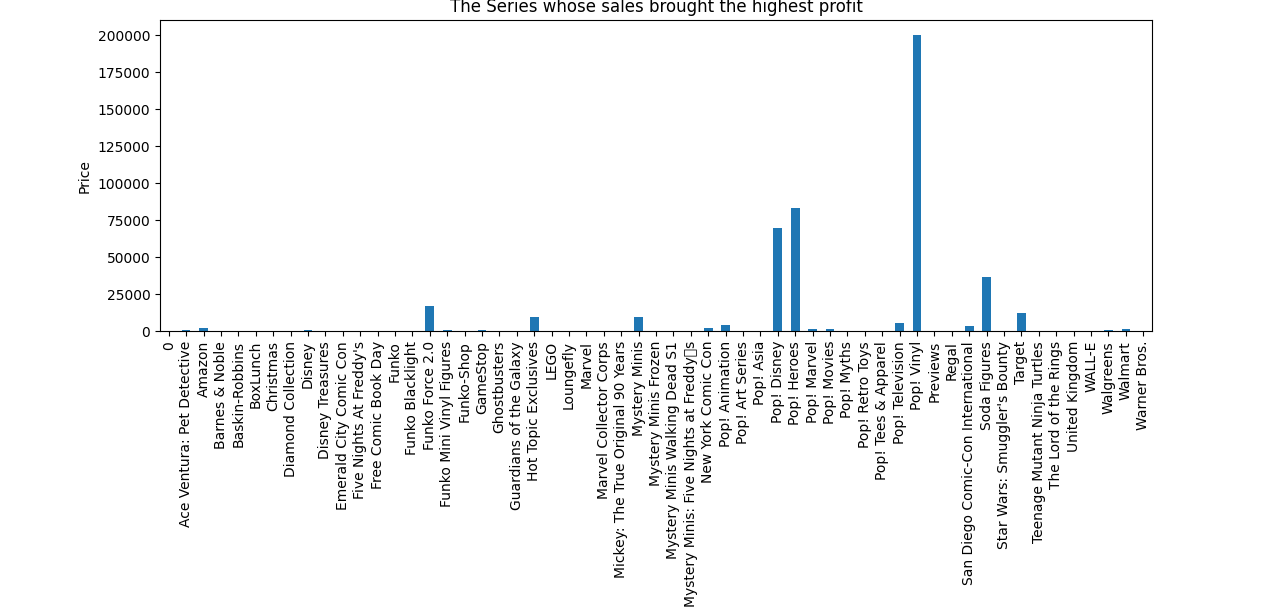 The Series whose sales brought the highest profit
Price
200000
175000
150000
125000
100000
75000
50000
25000
0
0
Ace Ventura: Pet Detective
Amazon
Barnes & Noble
Baskin-Robbins
BoxLunch
Christmas
Diamond Collection
Disney
Disney Treasures
Emerald City Comic Con
Five Nights At Freddy's
Free Comic Book Day
Funko
Funko Blacklight
Funko Force 2.0
Funko Mini Vinyl Figures
Funko-Shop
GameStop
Ghostbusters
Guardians of the Galaxy
Hot Topic Exclusives
LEGO
Loungefly
Marvel
Marvel Collector Corps
Mickey: The True Original 90 Years
Mystery Minis
Mystery Minis Frozen
Mystery Minis Walking Dead S1
Mystery Minis: Five Nights at Freddy▯s
New York Comic Con
Pop! Animation
Pop! Art Series
Pop! Asia
Pop! Disney
Pop! Heroes
Pop! Marvel
Pop! Movies
Pop! Myths
Pop! Retro Toys
Pop! Tees & Apparel
Pop! Television
Pop! Vinyl
Previews
Regal
San Diego Comic-Con International
Soda Figures
Star Wars: Smuggler's Bounty
Target
Teenage Mutant Ninja Turtles
The Lord of the Rings
United Kingdom
WALL-E
Walgreens
Walmart
Warner Bros.